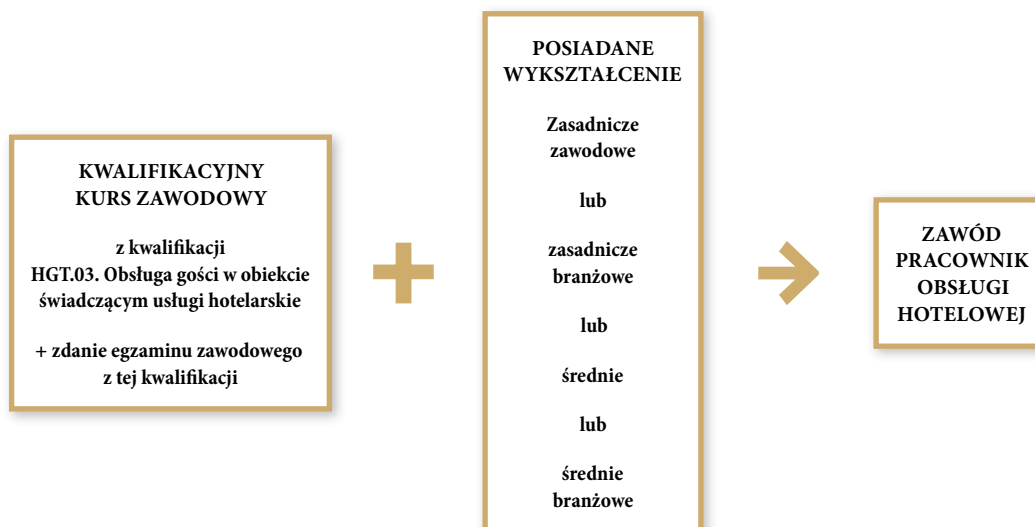 KWALIFIKACYJNY
KURS ZAWODOWY
z kwalifikacji
HGT.03. Obsługa gości w obiekcie
świadczącym usługi hotelarskie
+ zdanie egzaminu zawodowego
z tej kwalifikacji
POSIADANE
WYKSZTAŁCENIE
Zasadnicze
zawodowe
lub
zasadnicze
branżowe
lub
średnie
lub
średnie
branżowe
ZAWÓD
PRACOWNIK
OBSŁUGI
HOTELOWEJ